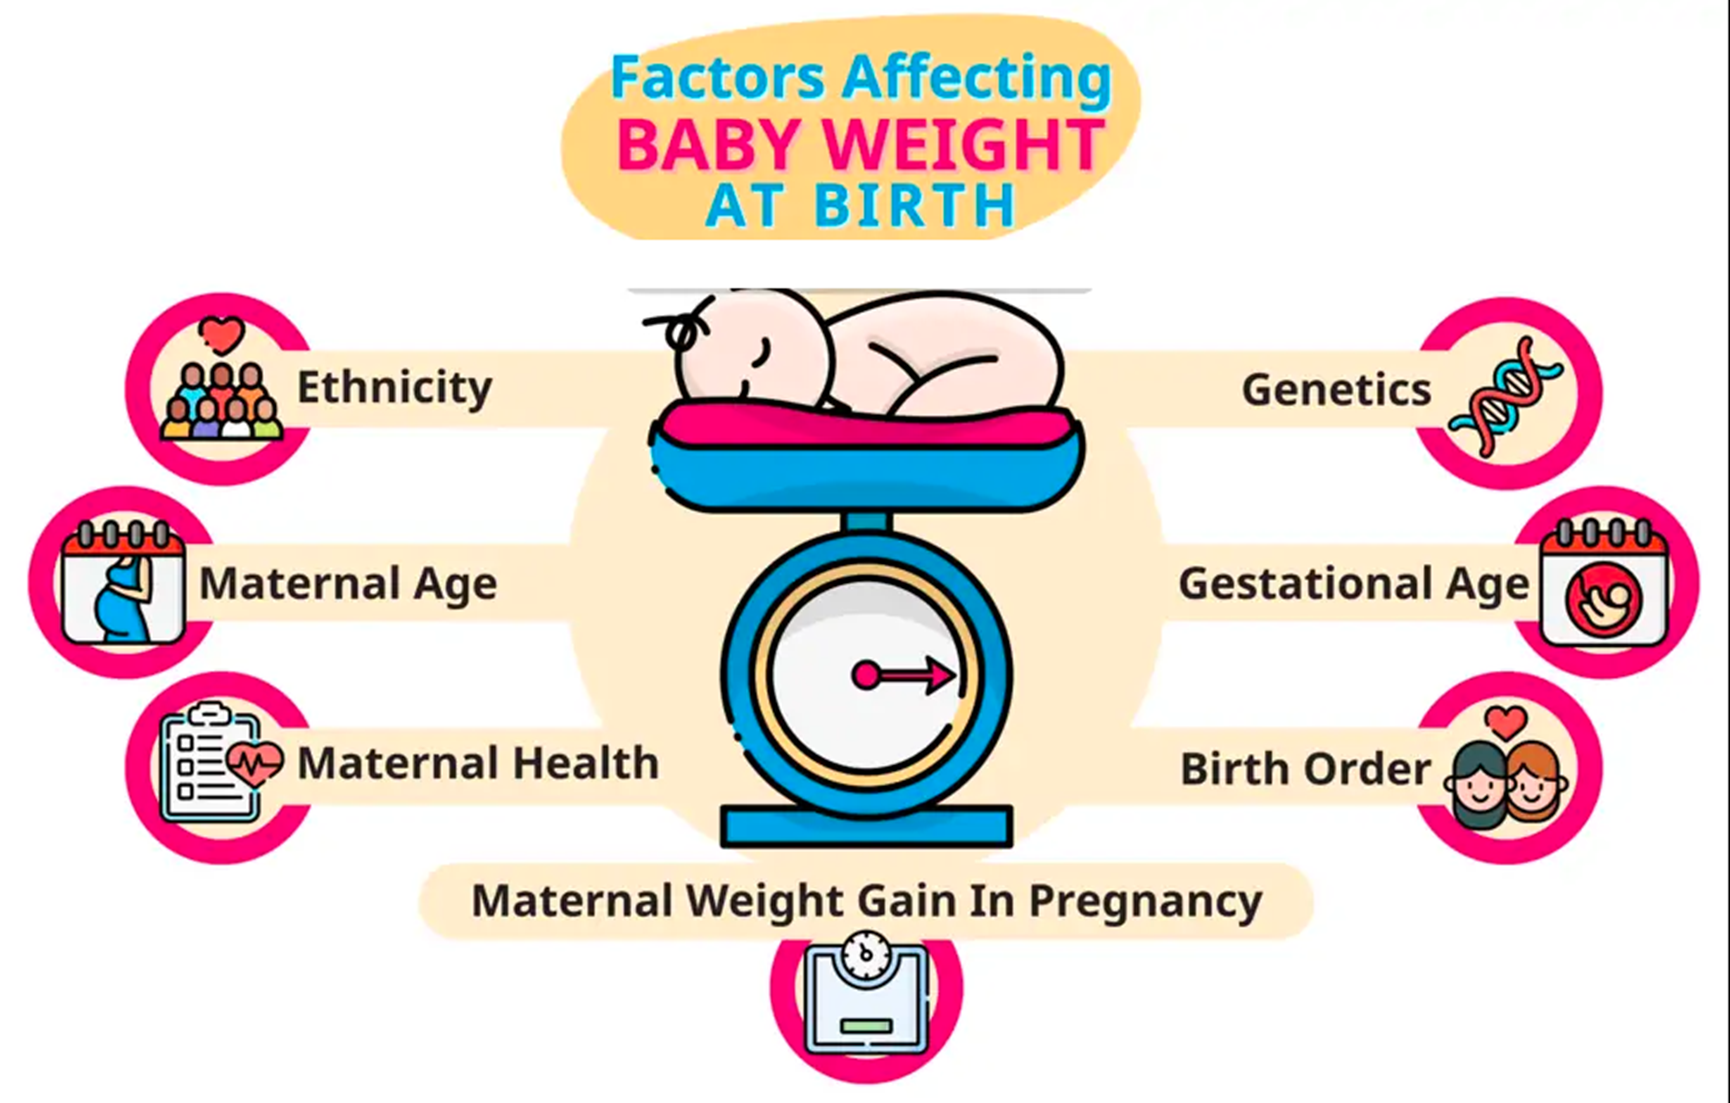 Factors Affecting
BABY WEIGHT
AT BIRTH
Ethnicity
Genetics
Maternal Age
Gestational Age
Maternal Health
Birth Order
Maternal Weight Gain In Pregnancy